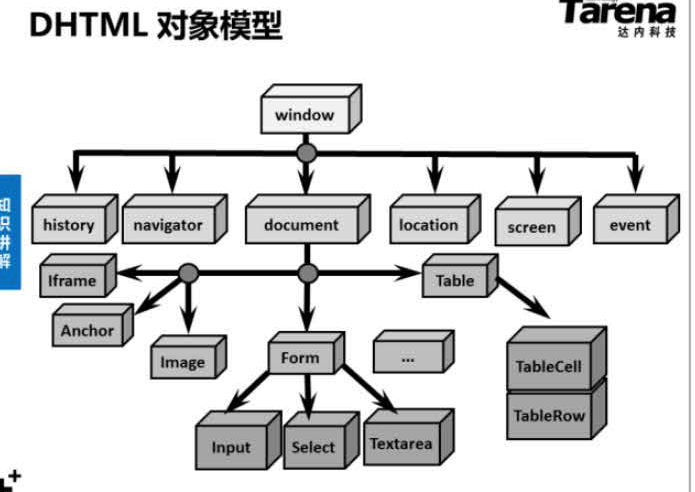 DHTML 对象模型
Tarena
达内科技
window
history
navigator
document
location
screen
event
知识讲解
Iframe
Table
Anchor
Image
Form
...
TableCell
TableRow
Input
Select
Textarea